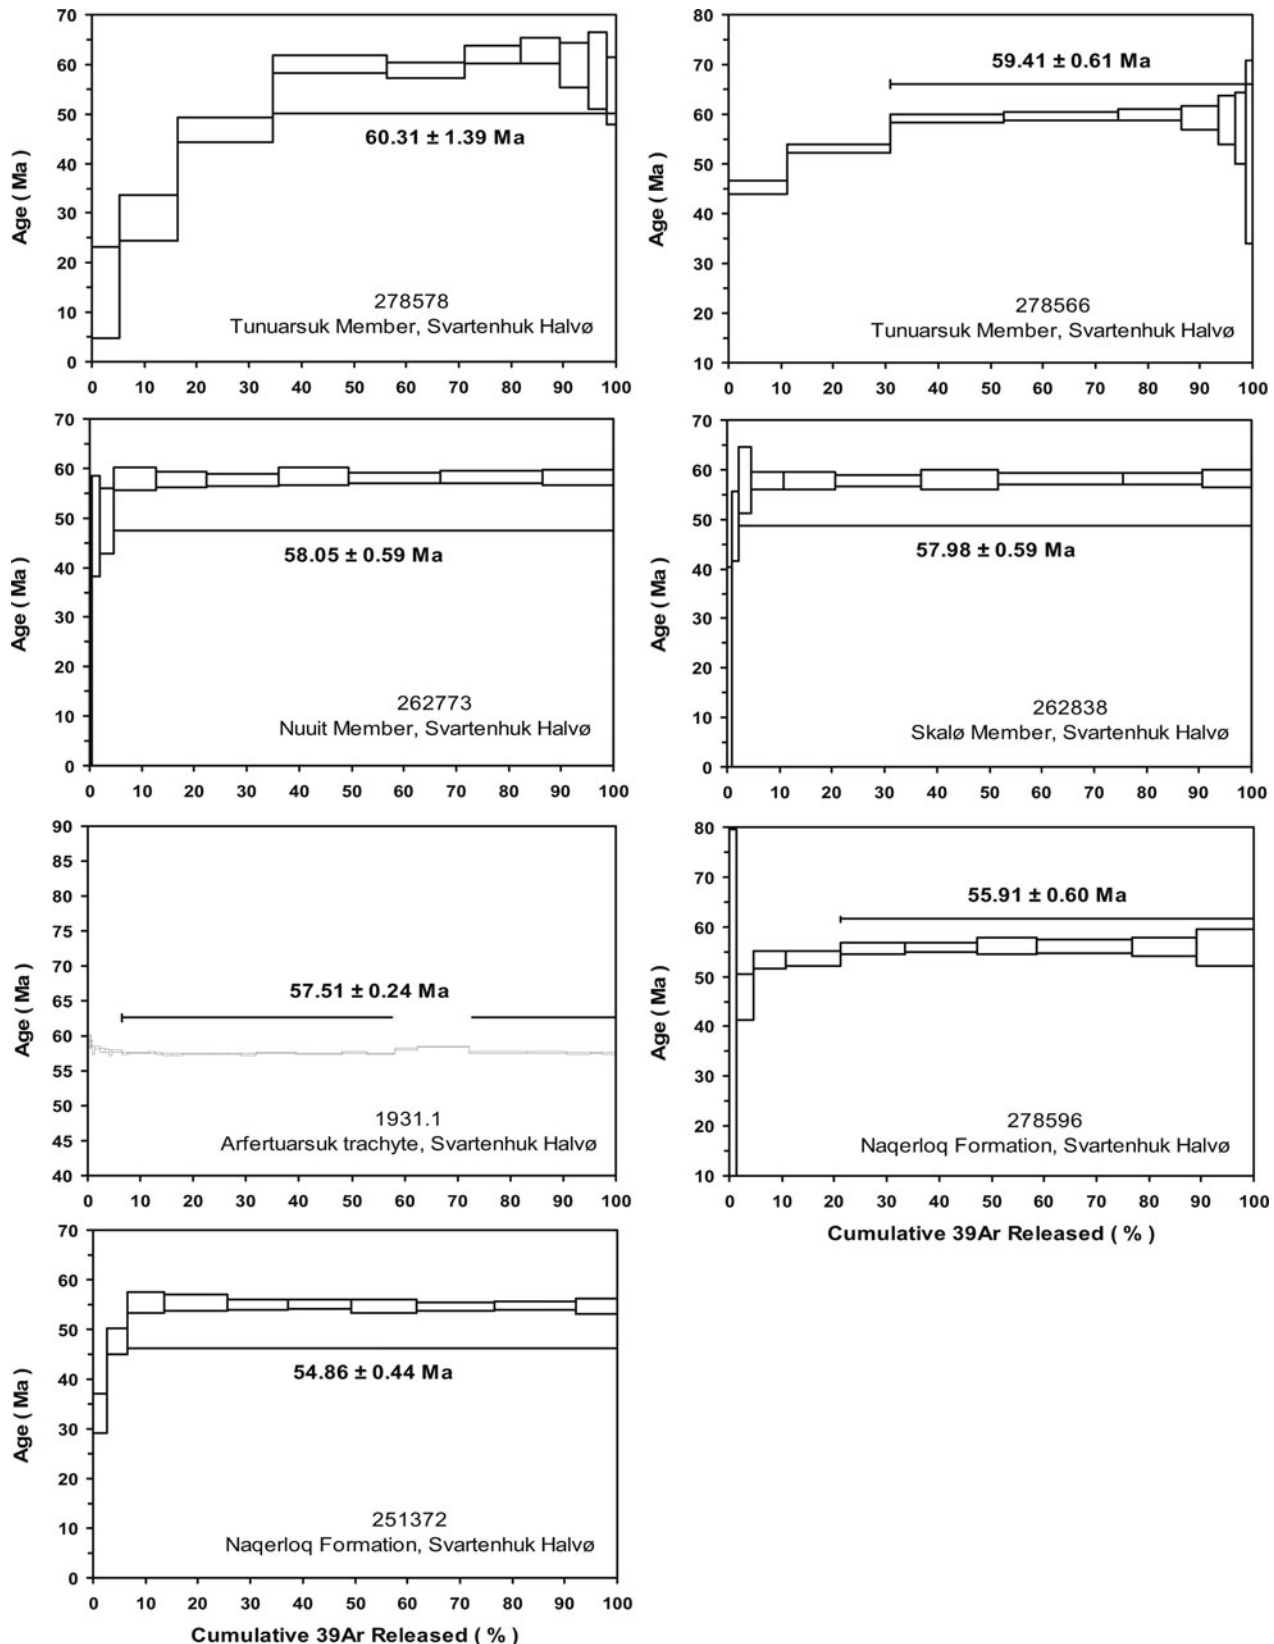 70
60
50
40
30
20
10
0
Age ( Ma )
60.31 ± 1.39 Ma
278578
Tunuarsuk Member, Svartenhuk Halvø
0 10 20 30 40 50 60 70 80 90 100
80
70
60
50
40
30
20
10
Age ( Ma )
59.41 ± 0.61 Ma
278566
Tunuarsuk Member, Svartenhuk Halvø
0 10 20 30 40 50 60 70 80 90 100
70
60
50
40
30
20
10
0
Age ( Ma )
58.05 ± 0.59 Ma
262773
Nuuit Member, Svartenhuk Halvø
0 10 20 30 40 50 60 70 80 90 100
70
60
50
40
30
20
10
0
Age ( Ma )
57.98 ± 0.59 Ma
262838
Skalø Member, Svartenhuk Halvø
0 10 20 30 40 50 60 70 80 90 100
90
85
80
75
70
65
60
55
50
45
40
Age ( Ma )
57.51 ± 0.24 Ma
1931.1
Arfertuarsuk trachyte, Svartenhuk Halvø
0 10 20 30 40 50 60 70 80 90 100
80
70
60
50
40
30
20
10
Age ( Ma )
55.91 ± 0.60 Ma
278596
Naqerloq Formation, Svartenhuk Halvø
0 10 20 30 40 50 60 70 80 90 100
Cumulative 39Ar Released ( % )
70
60
50
40
30
20
10
0
Age ( Ma )
54.86 ± 0.44 Ma
251372
Naqerloq Formation, Svartenhuk Halvø
0 10 20 30 40 50 60 70 80 90 100
Cumulative 39Ar Released ( % )